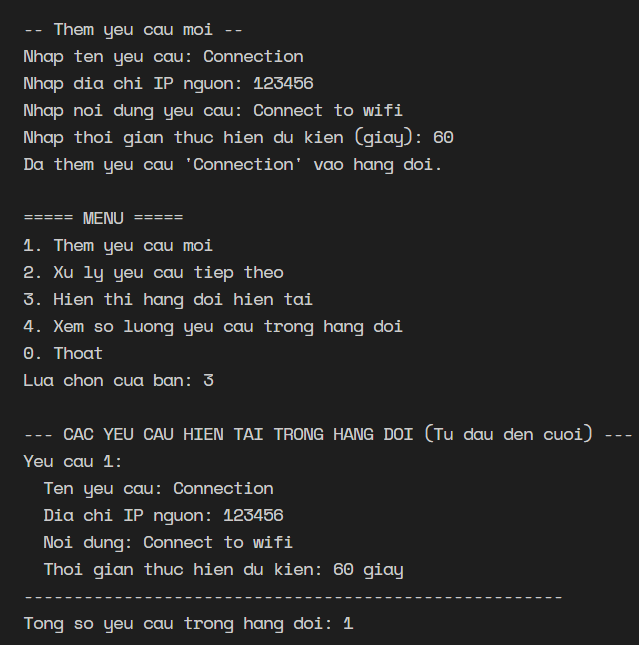 -- Them yeu cau moi --
Nhap ten yeu cau: Connection
Nhap dia chi IP nguon: 123456
Nhap noi dung yeu cau: Connect to wifi
Nhap thoi gian thuc hien du kien (giay): 60
Da them yeu cau 'Connection' vao hang doi.

===== MENU =====
1. Them yeu cau moi
2. Xu ly yeu cau tiep theo
3. Hien thi hang doi hien tai
4. Xem so luong yeu cau trong hang doi
0. Thoat
Lua chon cua ban: 3

--- CAC YEU CAU HIEN TAI TRONG HANG DOI (Tu dau den cuoi) ---
Yeu cau 1:
  Ten yeu cau: Connection
  Dia chi IP nguon: 123456
  Noi dung: Connect to wifi
  Thoi gian thuc hien du kien: 60 giay
------------------------------------------------------
Tong so yeu cau trong hang doi: 1